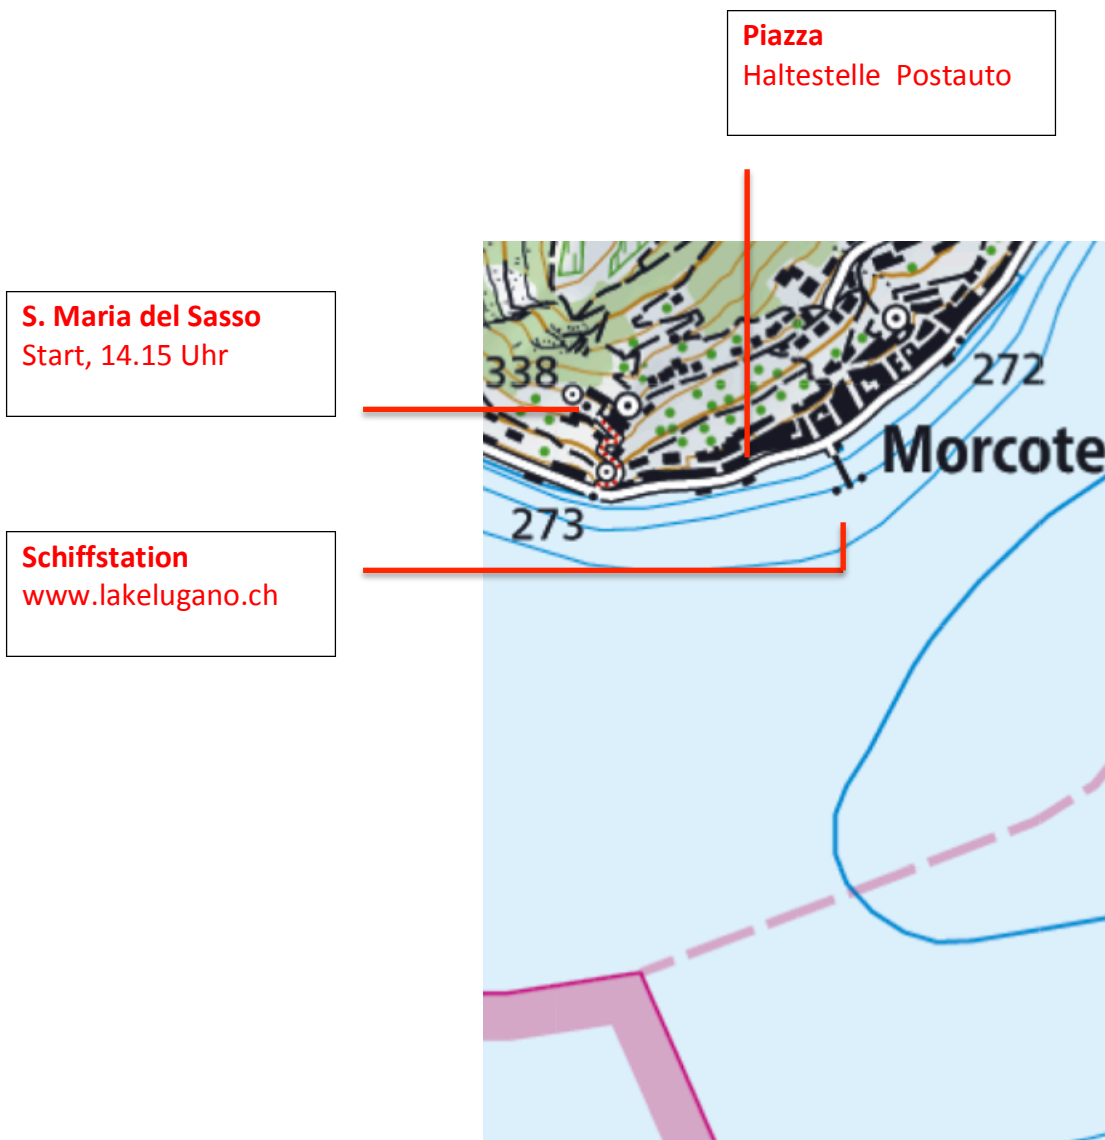 Piazza
Haltestelle Postauto
S. Maria del Sasso
Start, 14.15 Uhr
338
272
Morcote
273
Schiffstation
www.lakelugano.ch